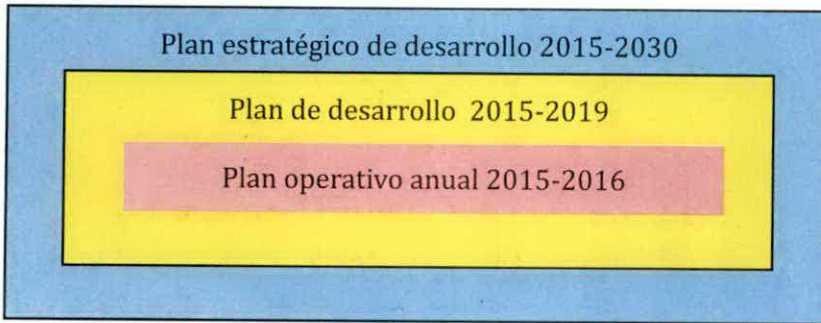 Plan estratégico de desarrollo 2015-2030
Plan de desarrollo 2015-2019
Plan operativo anual 2015-2016